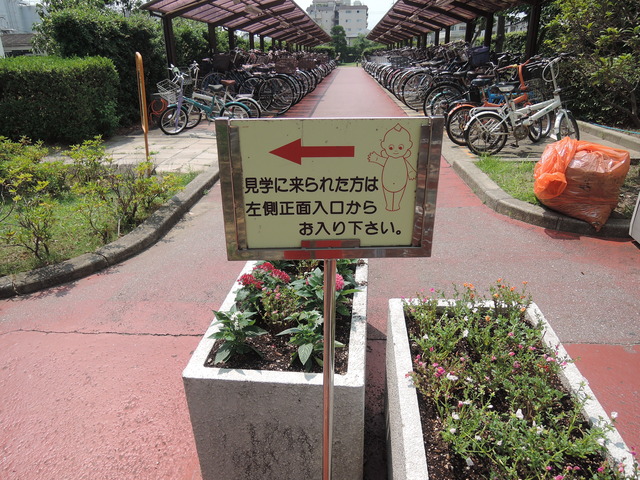 見学に来られた方は
左側正面入口から
お入り下さい。